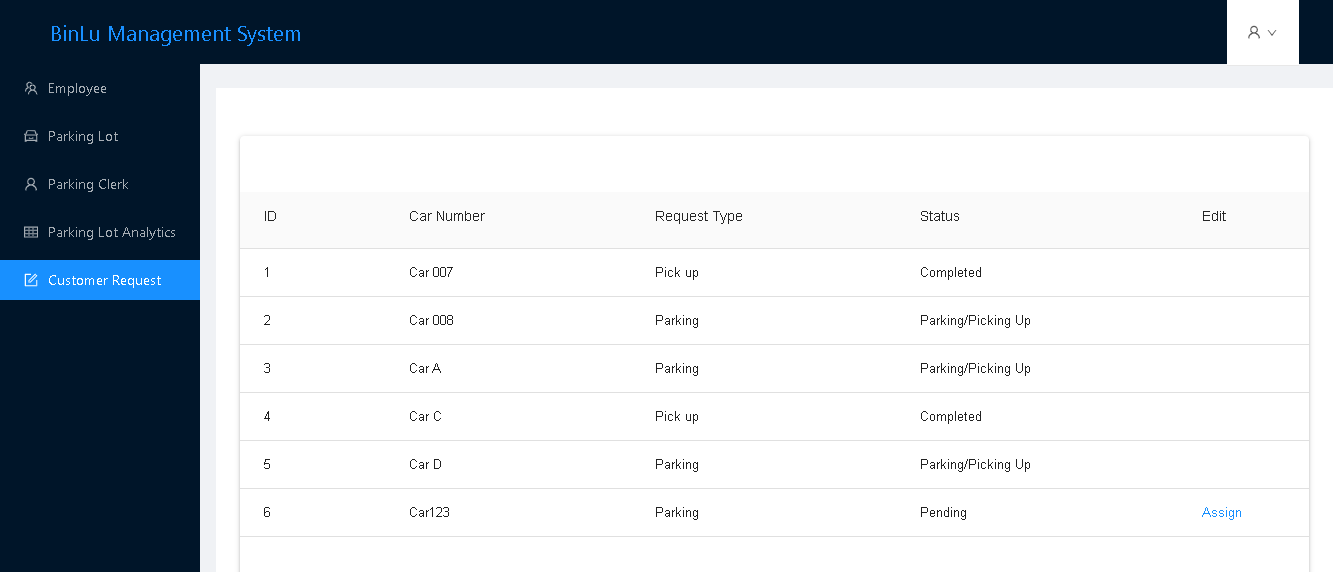 BinLu Management System
Employee
Parking Lot
Parking Clerk
Parking Lot Analytics
Customer Request
ID Car Number Request Type Status Edit
1 Car 007 Pick up Completed
2 Car 008 Parking Parking/Picking Up
3 Car A Parking Parking/Picking Up
4 Car C Pick up Completed
5 Car D Parking Parking/Picking Up
6 Car123 Parking Pending Assign